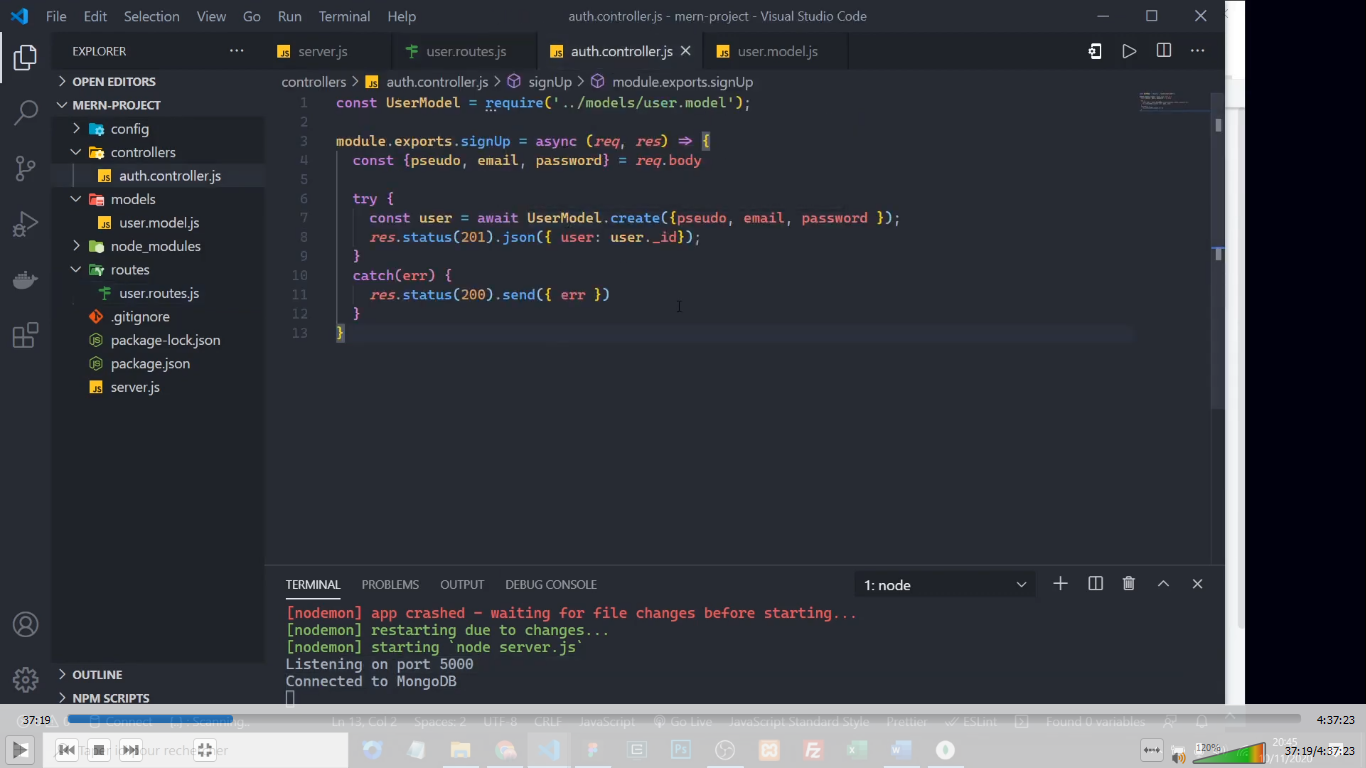 File Edit Selection View Go Run Terminal Help auth.controller.js - mern-project - Visual Studio Code
EXPLORER
server.js user.routes.js auth.controller.js user.model.js
OPEN EDITORS
MERN-PROJECT
config
controllers
auth.controller.js
models
user.model.js
node_modules
routes
user.routes.js
.gitignore
package-lock.json
package.json
server.js
OUTLINE
NPM SCRIPTS
controllers > auth.controller.js > signUp > module.exports.signUp
1 const UserModel = require('../models/user.model');
2
3 module.exports.signUp = async (req, res) => {
4 const {pseudo, email, password} = req.body
5
6 try {
7 const user = await UserModel.create({pseudo, email, password });
8 res.status(201).json({ user: user._id});
9 }
10 catch(err) {
11 res.status(200).send({ err })
12 }
13 }
TERMINAL PROBLEMS OUTPUT DEBUG CONSOLE 1: node
[nodemon] app crashed - waiting for file changes before starting...
[nodemon] restarting due to changes...
[nodemon] starting `node server.js`
Listening on port 5000
Connected to MongoDB
37:19 Connect Scanning.. Ln 13, Col 2 Spaces: 2 UTF-8 CRLF JavaScript Go Live JavaScript Standard Style Prettier ESLint Found 0 variables 4:37:23
Taper ici pour rechercher 120% 20:45
37:19/4:37:23